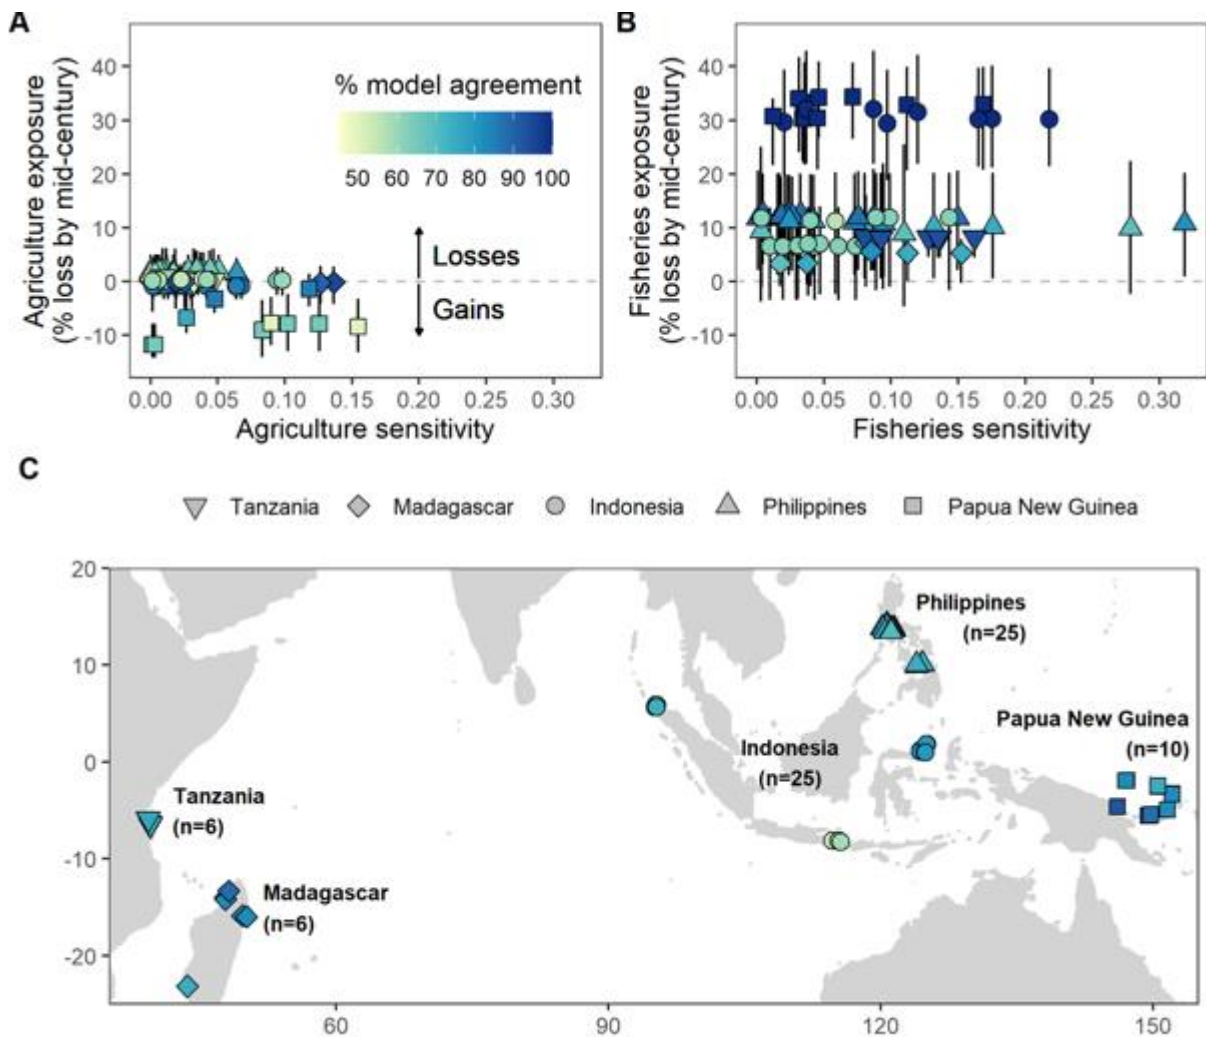 A
Agriculture exposure
(% loss by mid-century)
40
30
20
10
0
-10
% model agreement
50 60 70 80 90 100
Losses
Gains
0.00 0.05 0.10 0.15 0.20 0.25 0.30
Agriculture sensitivity
B
Fisheries exposure
(% loss by mid-century)
40
30
20
10
0
-10
0.00 0.05 0.10 0.15 0.20 0.25 0.30
Fisheries sensitivity
C
Tanzania Madagascar Indonesia Philippines Papua New Guinea
20
10
0
-10
-20
Philippines
(n=25)
Papua New Guinea
(n=10)
Indonesia
(n=25)
Tanzania
(n=6)
Madagascar
(n=6)
60 90 120 150